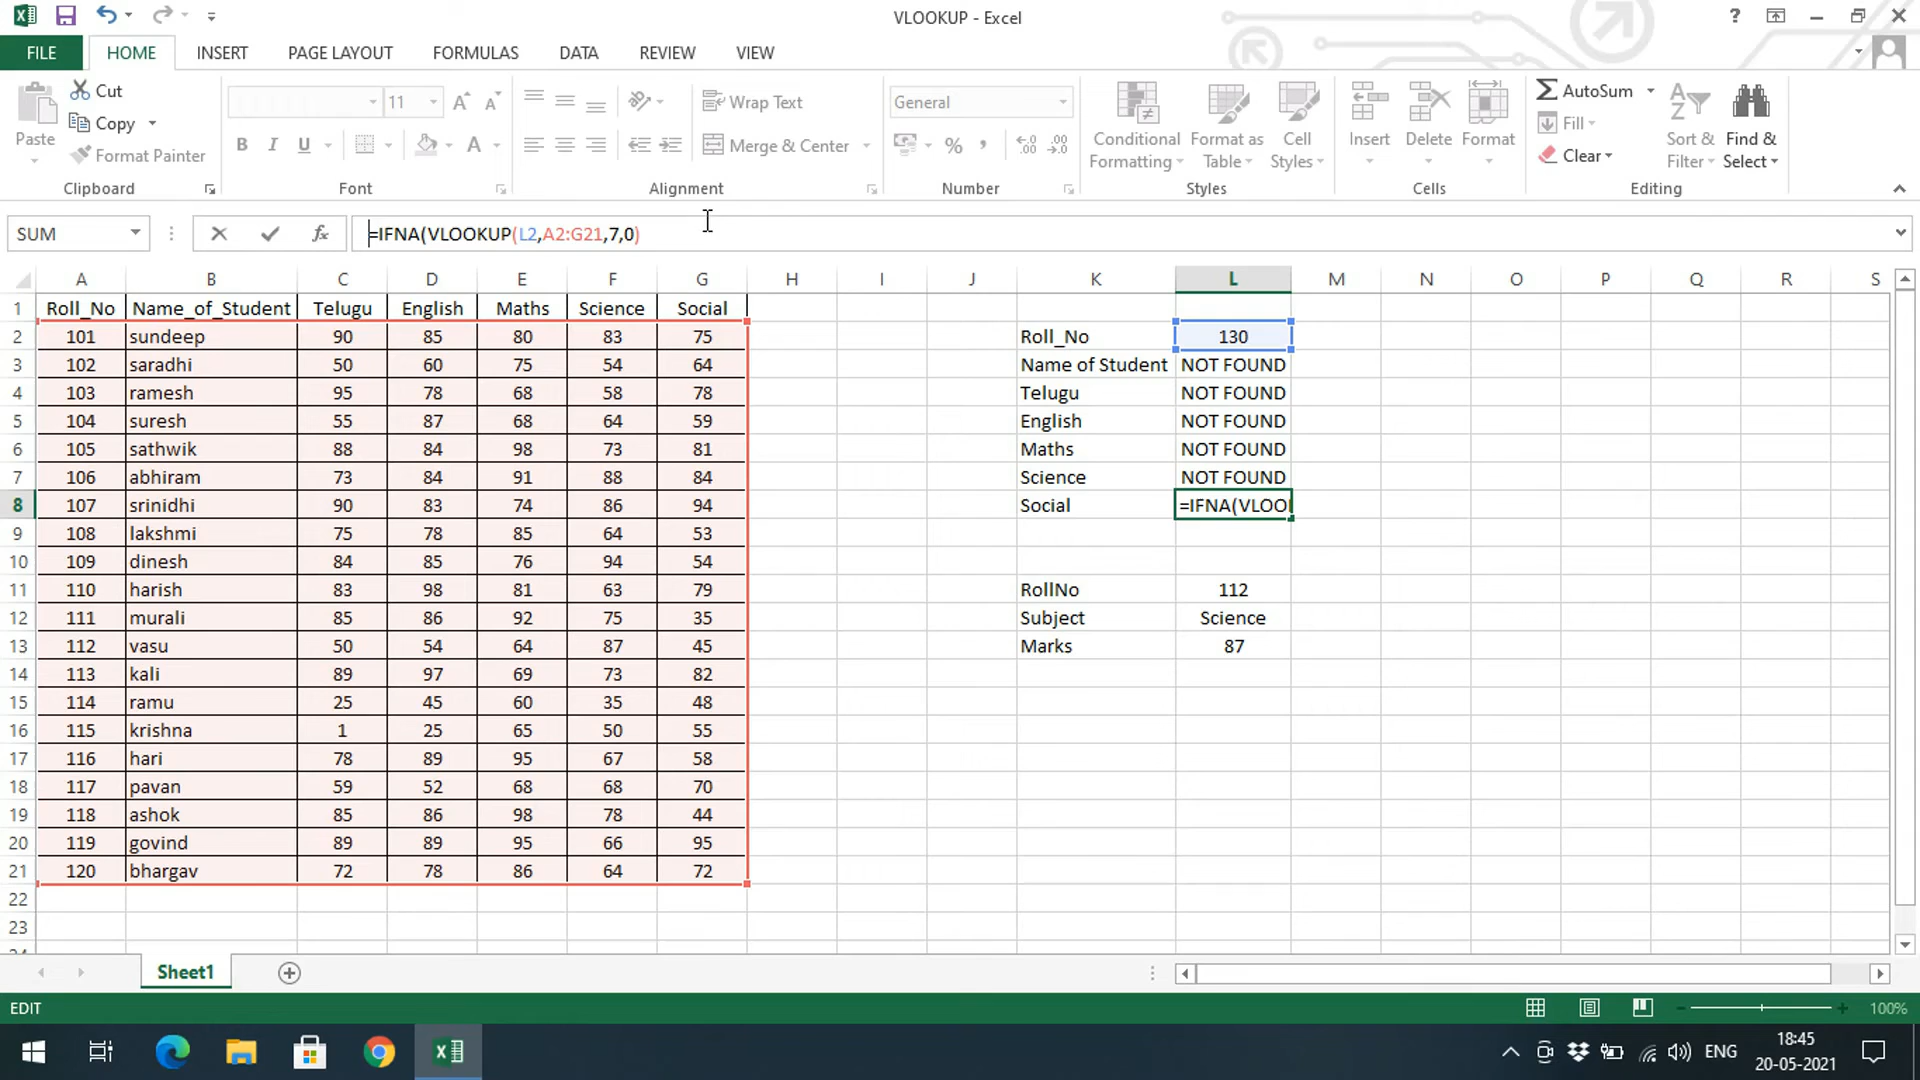 VLOOKUP - Excel
?
FILE HOME INSERT PAGE LAYOUT FORMULAS DATA REVIEW VIEW
Paste Cut Copy Format Painter
11
B I U A
Wrap Text
Merge & Center
General
% ,
Conditional Formatting Format as Table Cell Styles
Insert Delete Format
AutoSum Fill Clear
Sort & Filter Find & Select
Clipboard Font Alignment Number Styles Cells Editing
SUM fx =IFNA(VLOOKUP(L2,A2:G21,7,0)
A B C D E F G H I J K L M N O P Q R S
1 Roll_No Name_of_Student Telugu English Maths Science Social
2 101 sundeep 90 85 80 83 75 Roll_No 130
3 102 saradhi 50 60 75 54 64 Name of Student NOT FOUND
4 103 ramesh 95 78 68 58 78 Telugu NOT FOUND
5 104 suresh 55 87 68 64 59 English NOT FOUND
6 105 sathwik 88 84 98 73 81 Maths NOT FOUND
7 106 abhiram 73 84 91 88 84 Science NOT FOUND
8 107 srinidhi 90 83 74 86 94 Social =IFNA(VLOO
9 108 lakshmi 75 78 85 64 53
10 109 dinesh 84 85 76 94 54
11 110 harish 83 98 81 63 79 RollNo 112
12 111 murali 85 86 92 75 35 Subject Science
13 112 vasu 50 54 64 87 45 Marks 87
14 113 kali 89 97 69 73 82
15 114 ramu 25 45 60 35 48
16 115 krishna 1 25 65 50 55
17 116 hari 78 89 95 67 58
18 117 pavan 59 52 68 68 70
19 118 ashok 85 86 98 78 44
20 119 govind 89 89 95 66 95
21 120 bhargav 72 78 86 64 72
22
23
Sheet1
EDIT 100%
ENG 18:45
20-05-2021